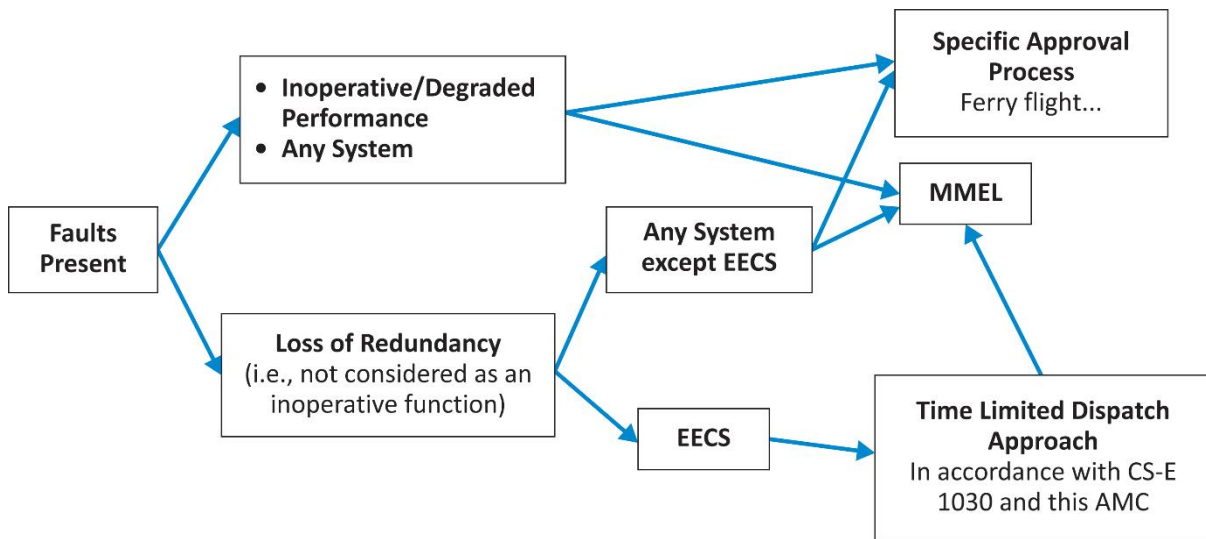 Faults
Present
• Inoperative/Degraded
Performance
• Any System
Loss of Redundancy
(i.e., not considered as an
inoperative function)
Any System
except EECS
EECS
Specific Approval
Process
Ferry flight...
MMEL
Time Limited Dispatch
Approach
In accordance with CS-E
1030 and this AMC